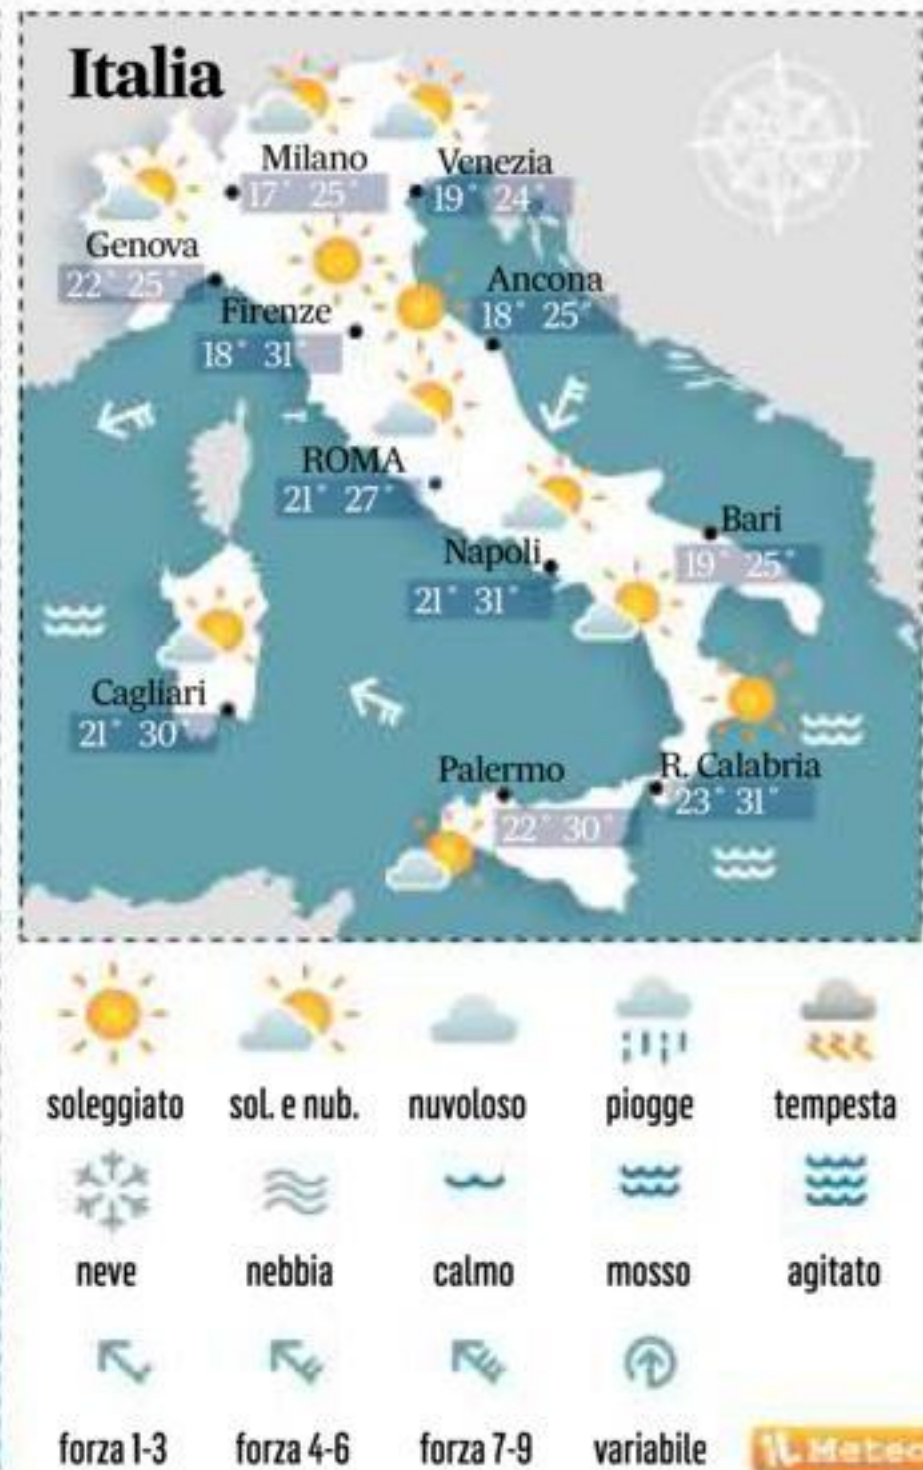 Italia
Milano
17° 25°
Venezia
19° 24°
Genova
22° 25°
Ancona
18° 25°
Firenze
18° 31°
ROMA
21° 27°
Bari
19° 25°
Napoli
21° 31°
Cagliari
21° 30°
Palermo
22° 30°
R. Calabria
23° 31°
soleggiato sol. e nub. nuvoloso piogge tempesta
neve nebbia calmo mosso agitato
forza 1-3 forza 4-6 forza 7-9 variabile
iL Meteo